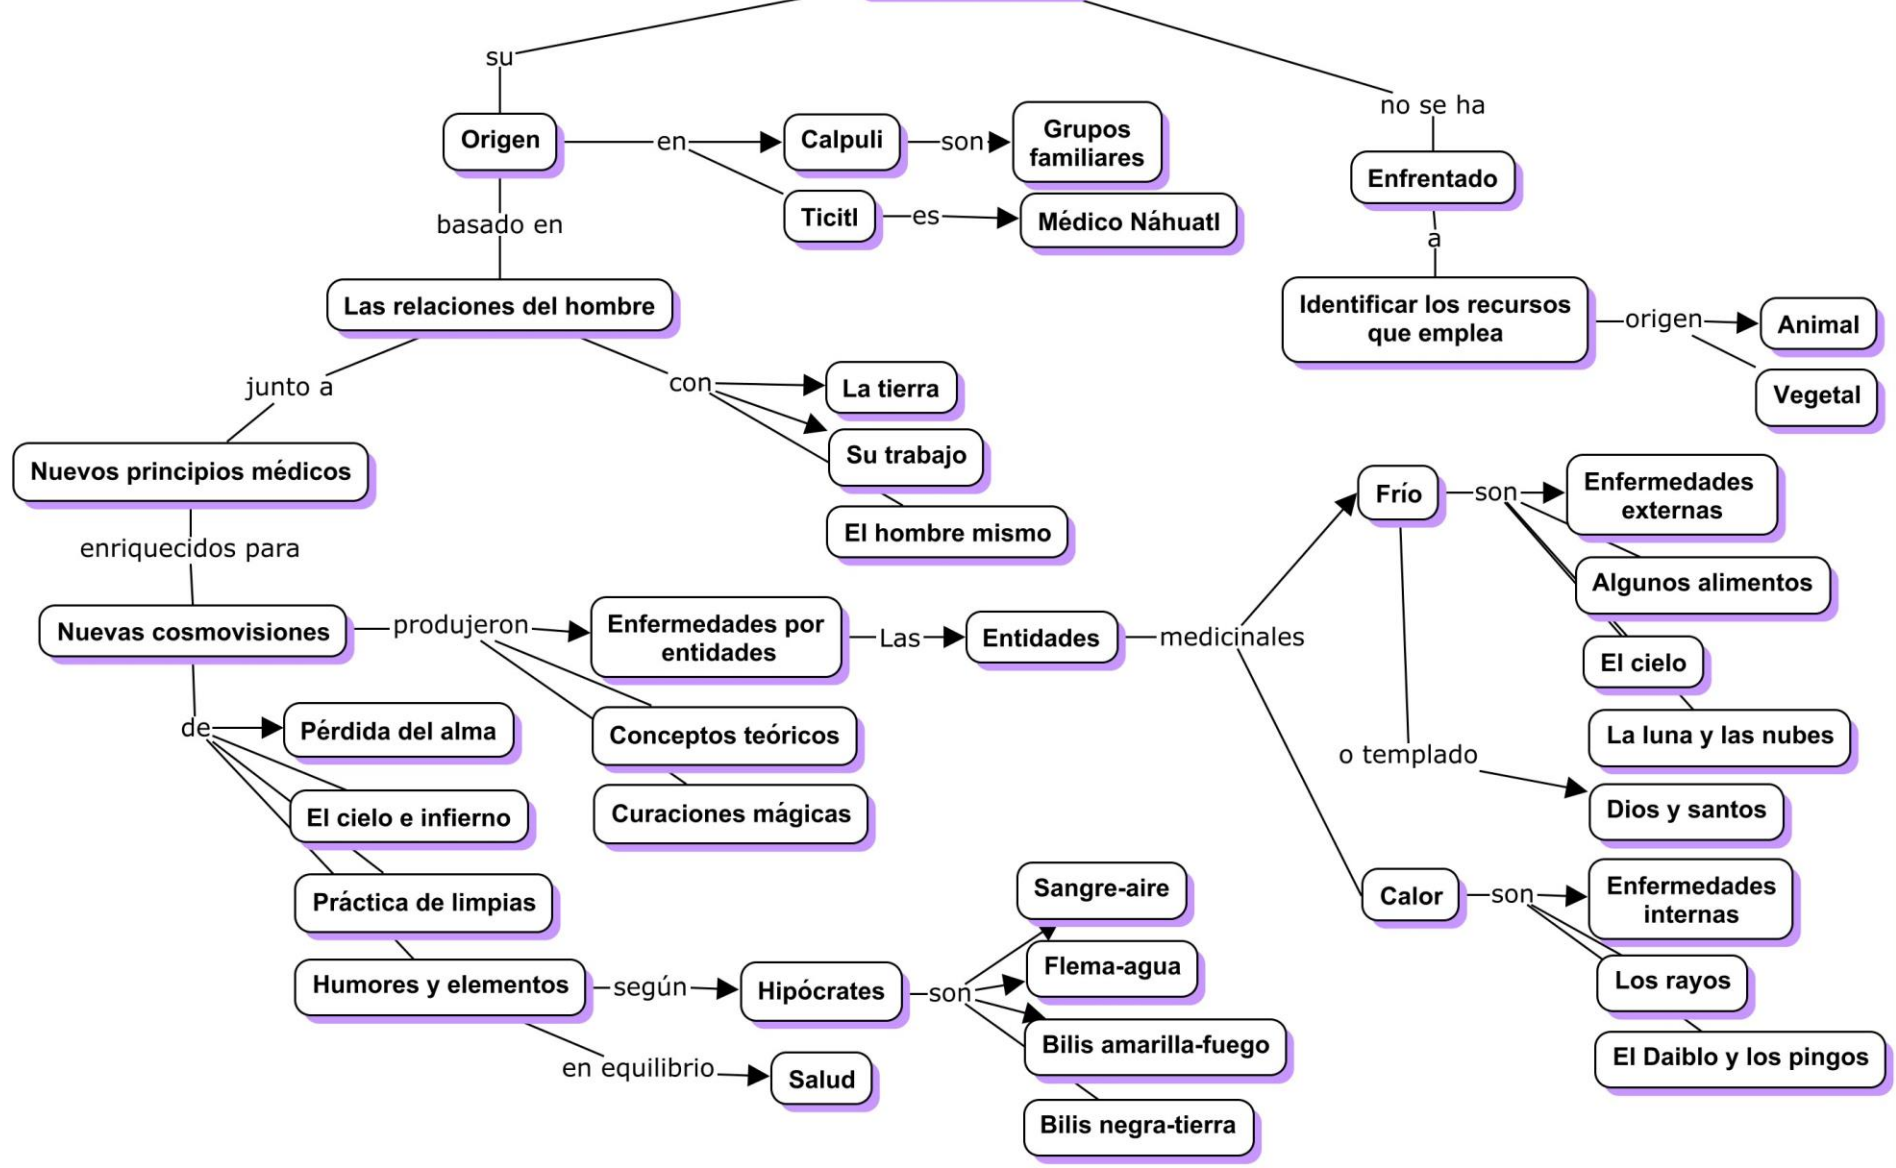 su
no se ha
Origen
en
Calpuli
son
Grupos
familiares
Ticitl
es
Médico Náhuatl
Enfrentado
a
Identificar los recursos
que emplea
origen
Animal
Vegetal
basado en
Las relaciones del hombre
junto a
con
La tierra
Su trabajo
El hombre mismo
Nuevos principios médicos
enriquecidos para
Nuevas cosmovisiones
produjeron
Enfermedades por
entidades
Conceptos teóricos
Curaciones mágicas
Las
Entidades
medicinales
Frío
son
Enfermedades
externas
Algunos alimentos
El cielo
La luna y las nubes
o templado
Dios y santos
Calor
son
Enfermedades
internas
Los rayos
El Daiblo y los pingos
de
Pérdida del alma
El cielo e infierno
Práctica de limpias
Humores y elementos
según
Hipócrates
son
Sangre-aire
Flema-agua
Bilis amarilla-fuego
Bilis negra-tierra
en equilibrio
Salud